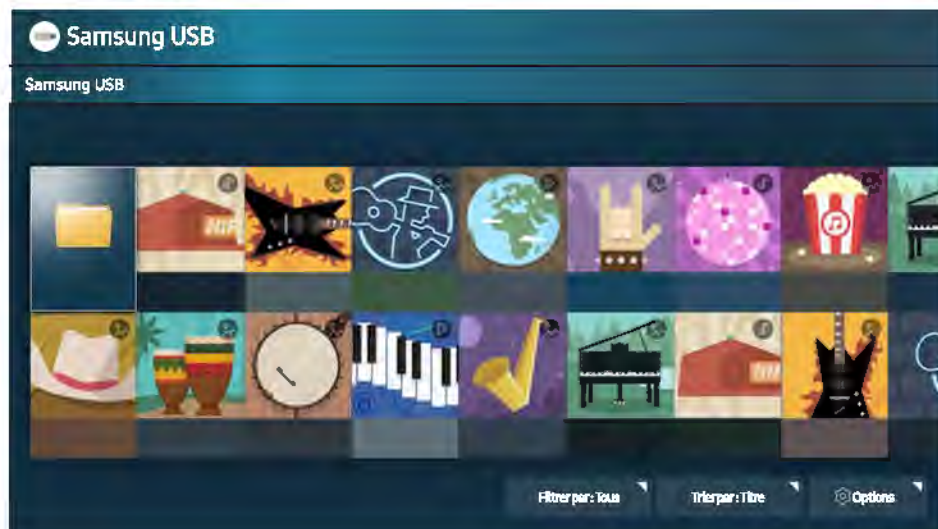 Samsung USB
Samsung USB
Filtrer par : Tous
Trier par : Titre
Options